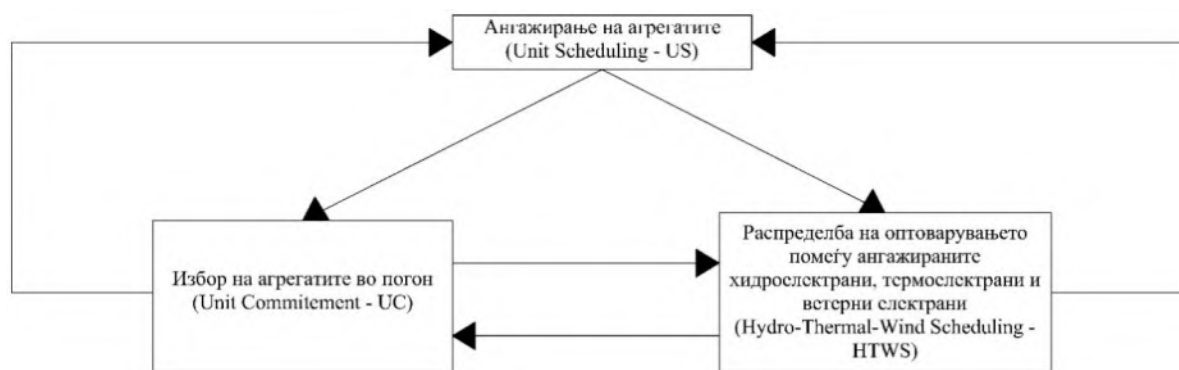 Ангажирање на агрегатите
(Unit Scheduling - US)
Избор на агрегатите во погон
(Unit Commitement - UC)
Распределба на оптоварувањето
помеѓу ангажираните
хидроелектрани, термоелектрани и
ветерни електрани
(Hydro-Thermal-Wind Scheduling -
HTWS)